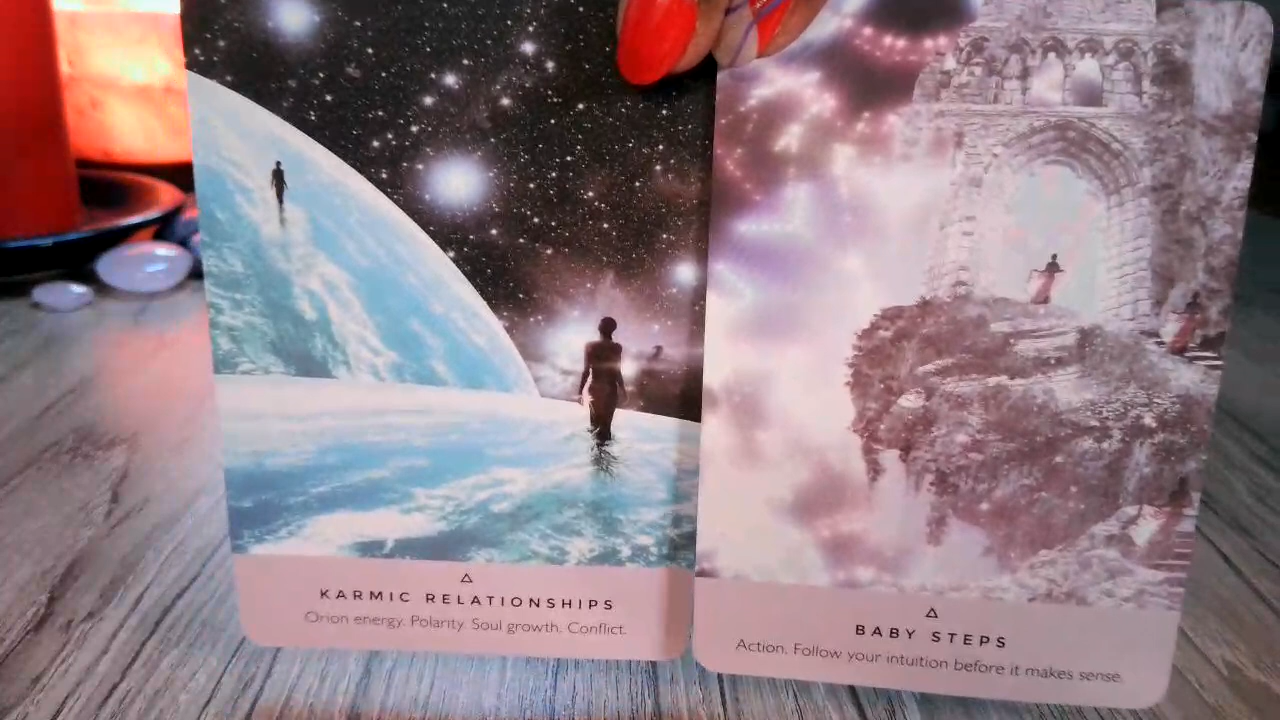 KARMIC RELATIONSHIPS
Orion energy. Polarity. Soul growth. Conflict.
BABY STEPS
Action. Follow your intuition before it makes sense.